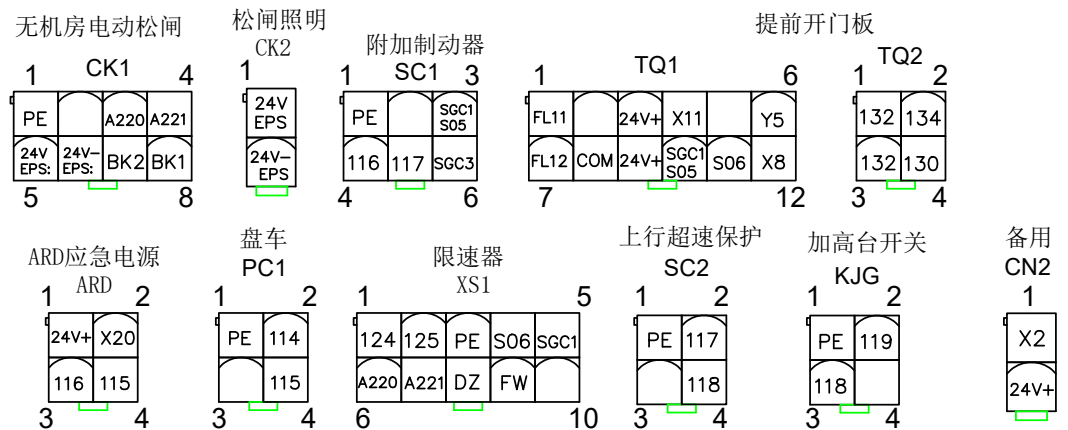 无机房电动松闸
CK1
1 4
PE A220 A221
24V EPS: 24V- EPS: BK2 BK1
5 8
松闸照明
CK2
1
24V EPS
24V- EPS
附加制动器
SC1
1 3
PE SGC1 S05
116 117 SGC3
4 6
提前开门板
TQ1
1 6
FL11 24V+ X11 Y5
FL12 COM 24V+ SGC1 S05 S06 X8
7 12
TQ2
1 2
132 134
132 130
3 4
ARD应急电源
ARD
1 2
24V+ X20
116 115
3 4
盘车
PC1
1 2
PE 114
115
3 4
限速器
XS1
1 5
124 125 PE S06 SGC1
A220 A221 DZ FW
6 10
上行超速保护
SC2
1 2
PE 117
118
3 4
加高台开关
KJG
1 2
PE 119
118
3 4
备用
CN2
1
X2
24V+